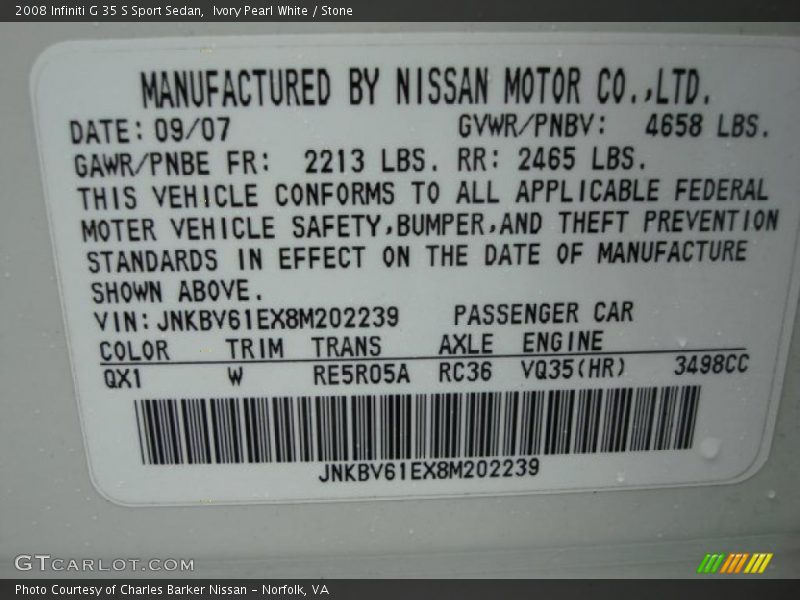 2008 Infiniti G 35 S Sport Sedan,  Ivory Pearl White / Stone
MANUFACTURED BY NISSAN MOTOR CO.,LTD.
DATE: 09/07 GVWR/PNBV: 4658 LBS.
GAWR/PNBE FR: 2213 LBS. RR: 2465 LBS.
THIS VEHICLE CONFORMS TO ALL APPLICABLE FEDERAL
MOTER VEHICLE SAFETY,BUMPER,AND THEFT PREVENTION
STANDARDS IN EFFECT ON THE DATE OF MANUFACTURE
SHOWN ABOVE.
VIN: JNKBV61EX8M202239 PASSENGER CAR
COLOR TRIM TRANS AXLE ENGINE
QX1 W RE5R05A RC36 VQ35(HR) 3498CC
JNKBV61EX8M202239
GTCARLOT.COM
Photo Courtesy of Charles Barker Nissan – Norfolk, VA